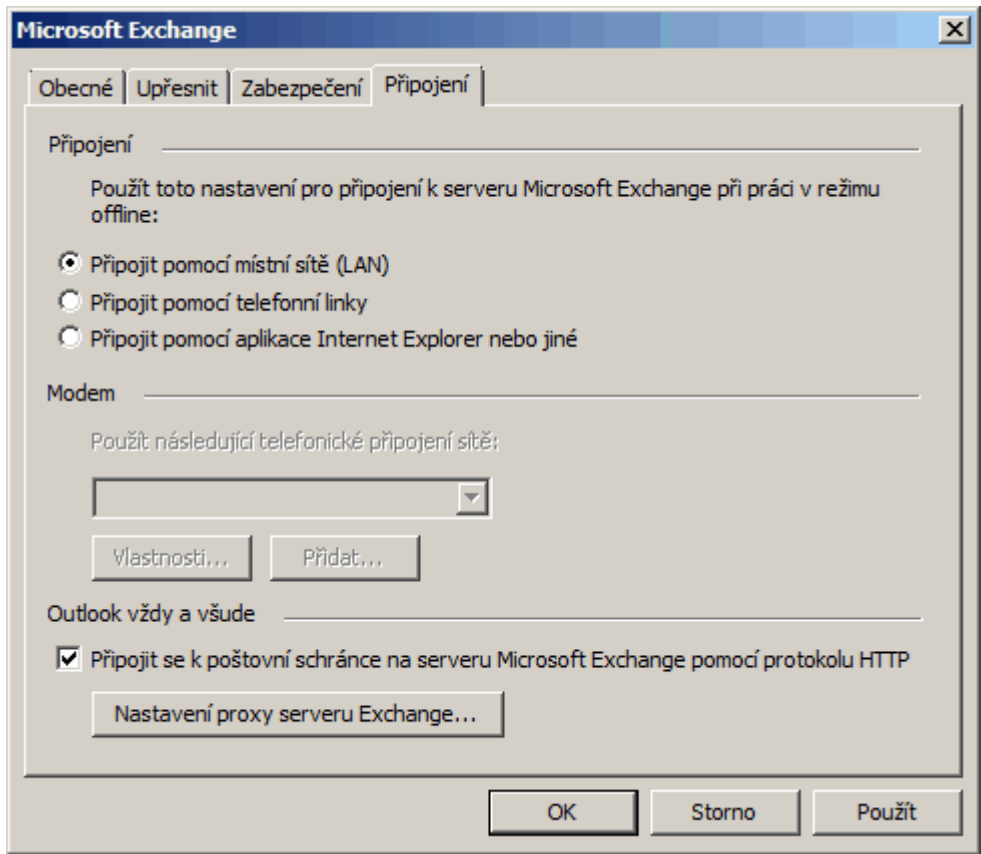 Microsoft Exchange
Obecné
Upřesnit
Zabezpečení
Připojení
Připojení
Použít toto nastavení pro připojení k serveru Microsoft Exchange při práci v režimu
offline:
Připojit pomocí místní sítě (LAN)
Připojit pomocí telefonní linky
Připojit pomocí aplikace Internet Explorer nebo jiné
Modem
Použít následující telefonické připojení sítě:
Vlastnosti...
Přidat...
Outlook vždy a všude
Připojit se k poštovní schránce na serveru Microsoft Exchange pomocí protokolu HTTP
Nastavení proxy serveru Exchange...
OK
Storno
Použít